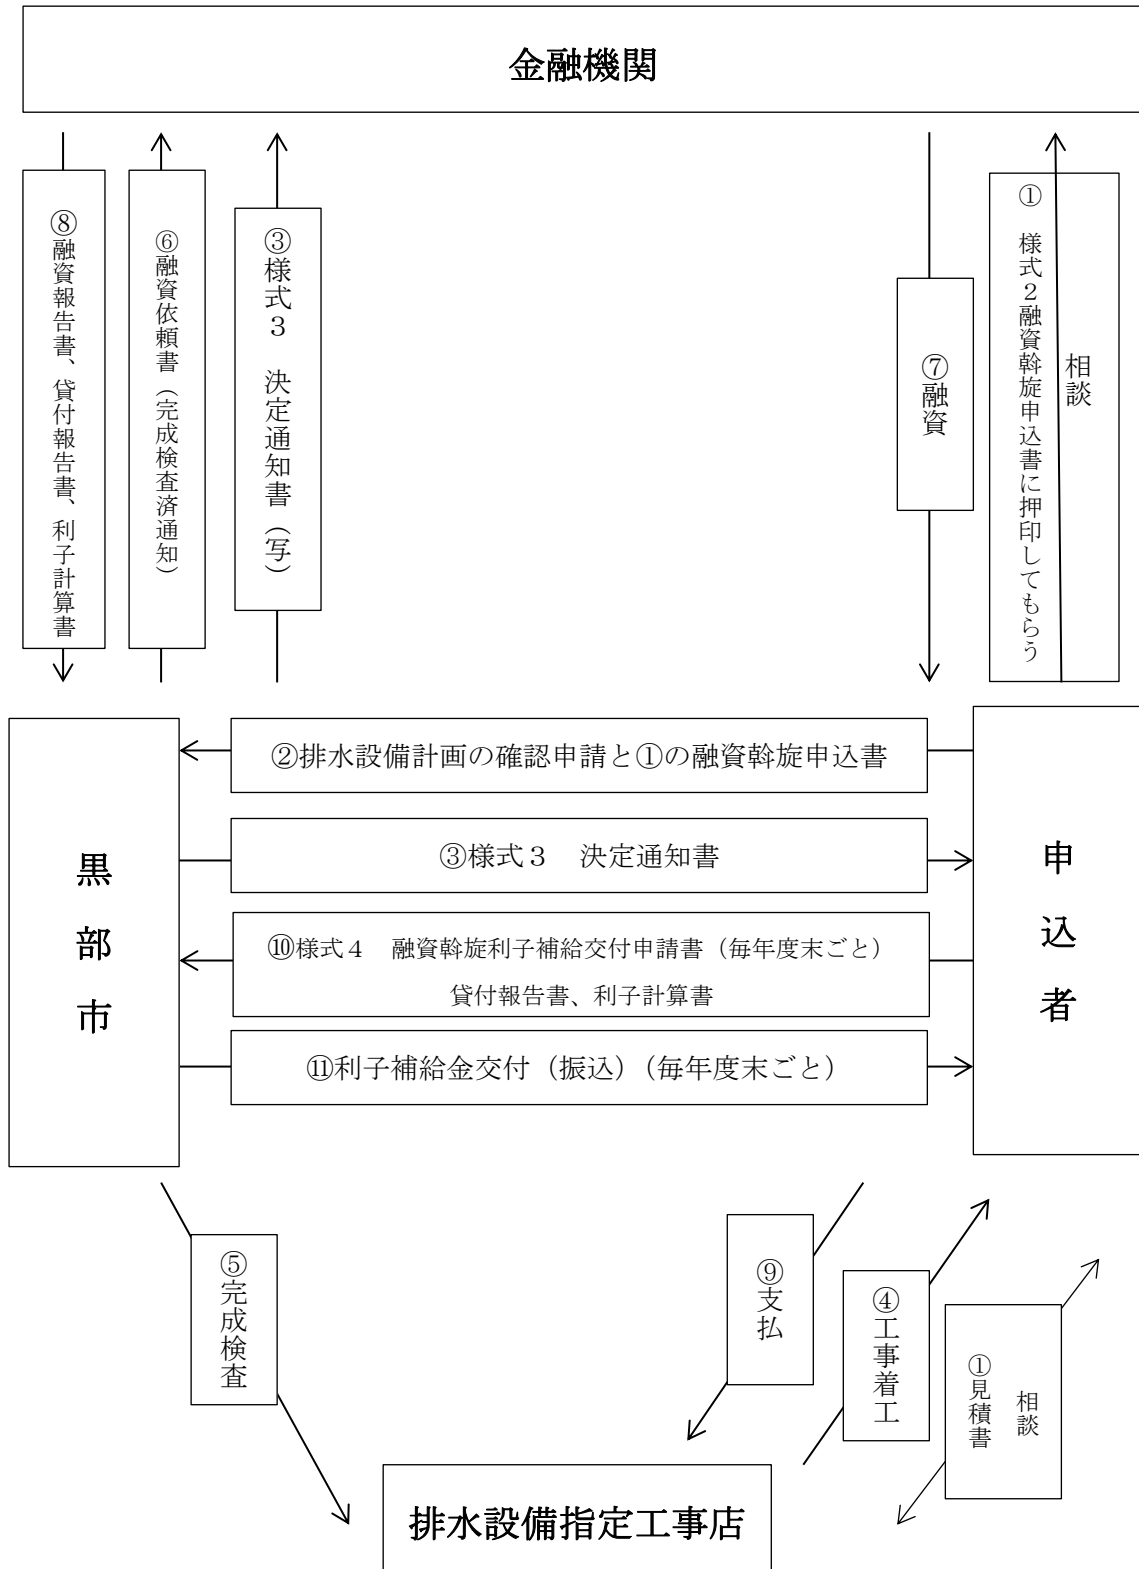 金融機関
⑧融資報告書、貸付報告書、利子計算書
⑥融資依頼書（完成検査済通知）
③様式３　決定通知書（写）
⑦融資
①　様式２融資斡旋申込書に押印してもらう
相談
②排水設備計画の確認申請と①の融資斡旋申込書
③様式３　決定通知書
⑩様式４　融資斡旋利子補給交付申請書（毎年度末ごと）
貸付報告書、利子計算書
⑪利子補給金交付（振込）（毎年度末ごと）
黒部市
申込者
⑤完成検査
⑨支払
④工事着工
①見積書
相談
排水設備指定工事店